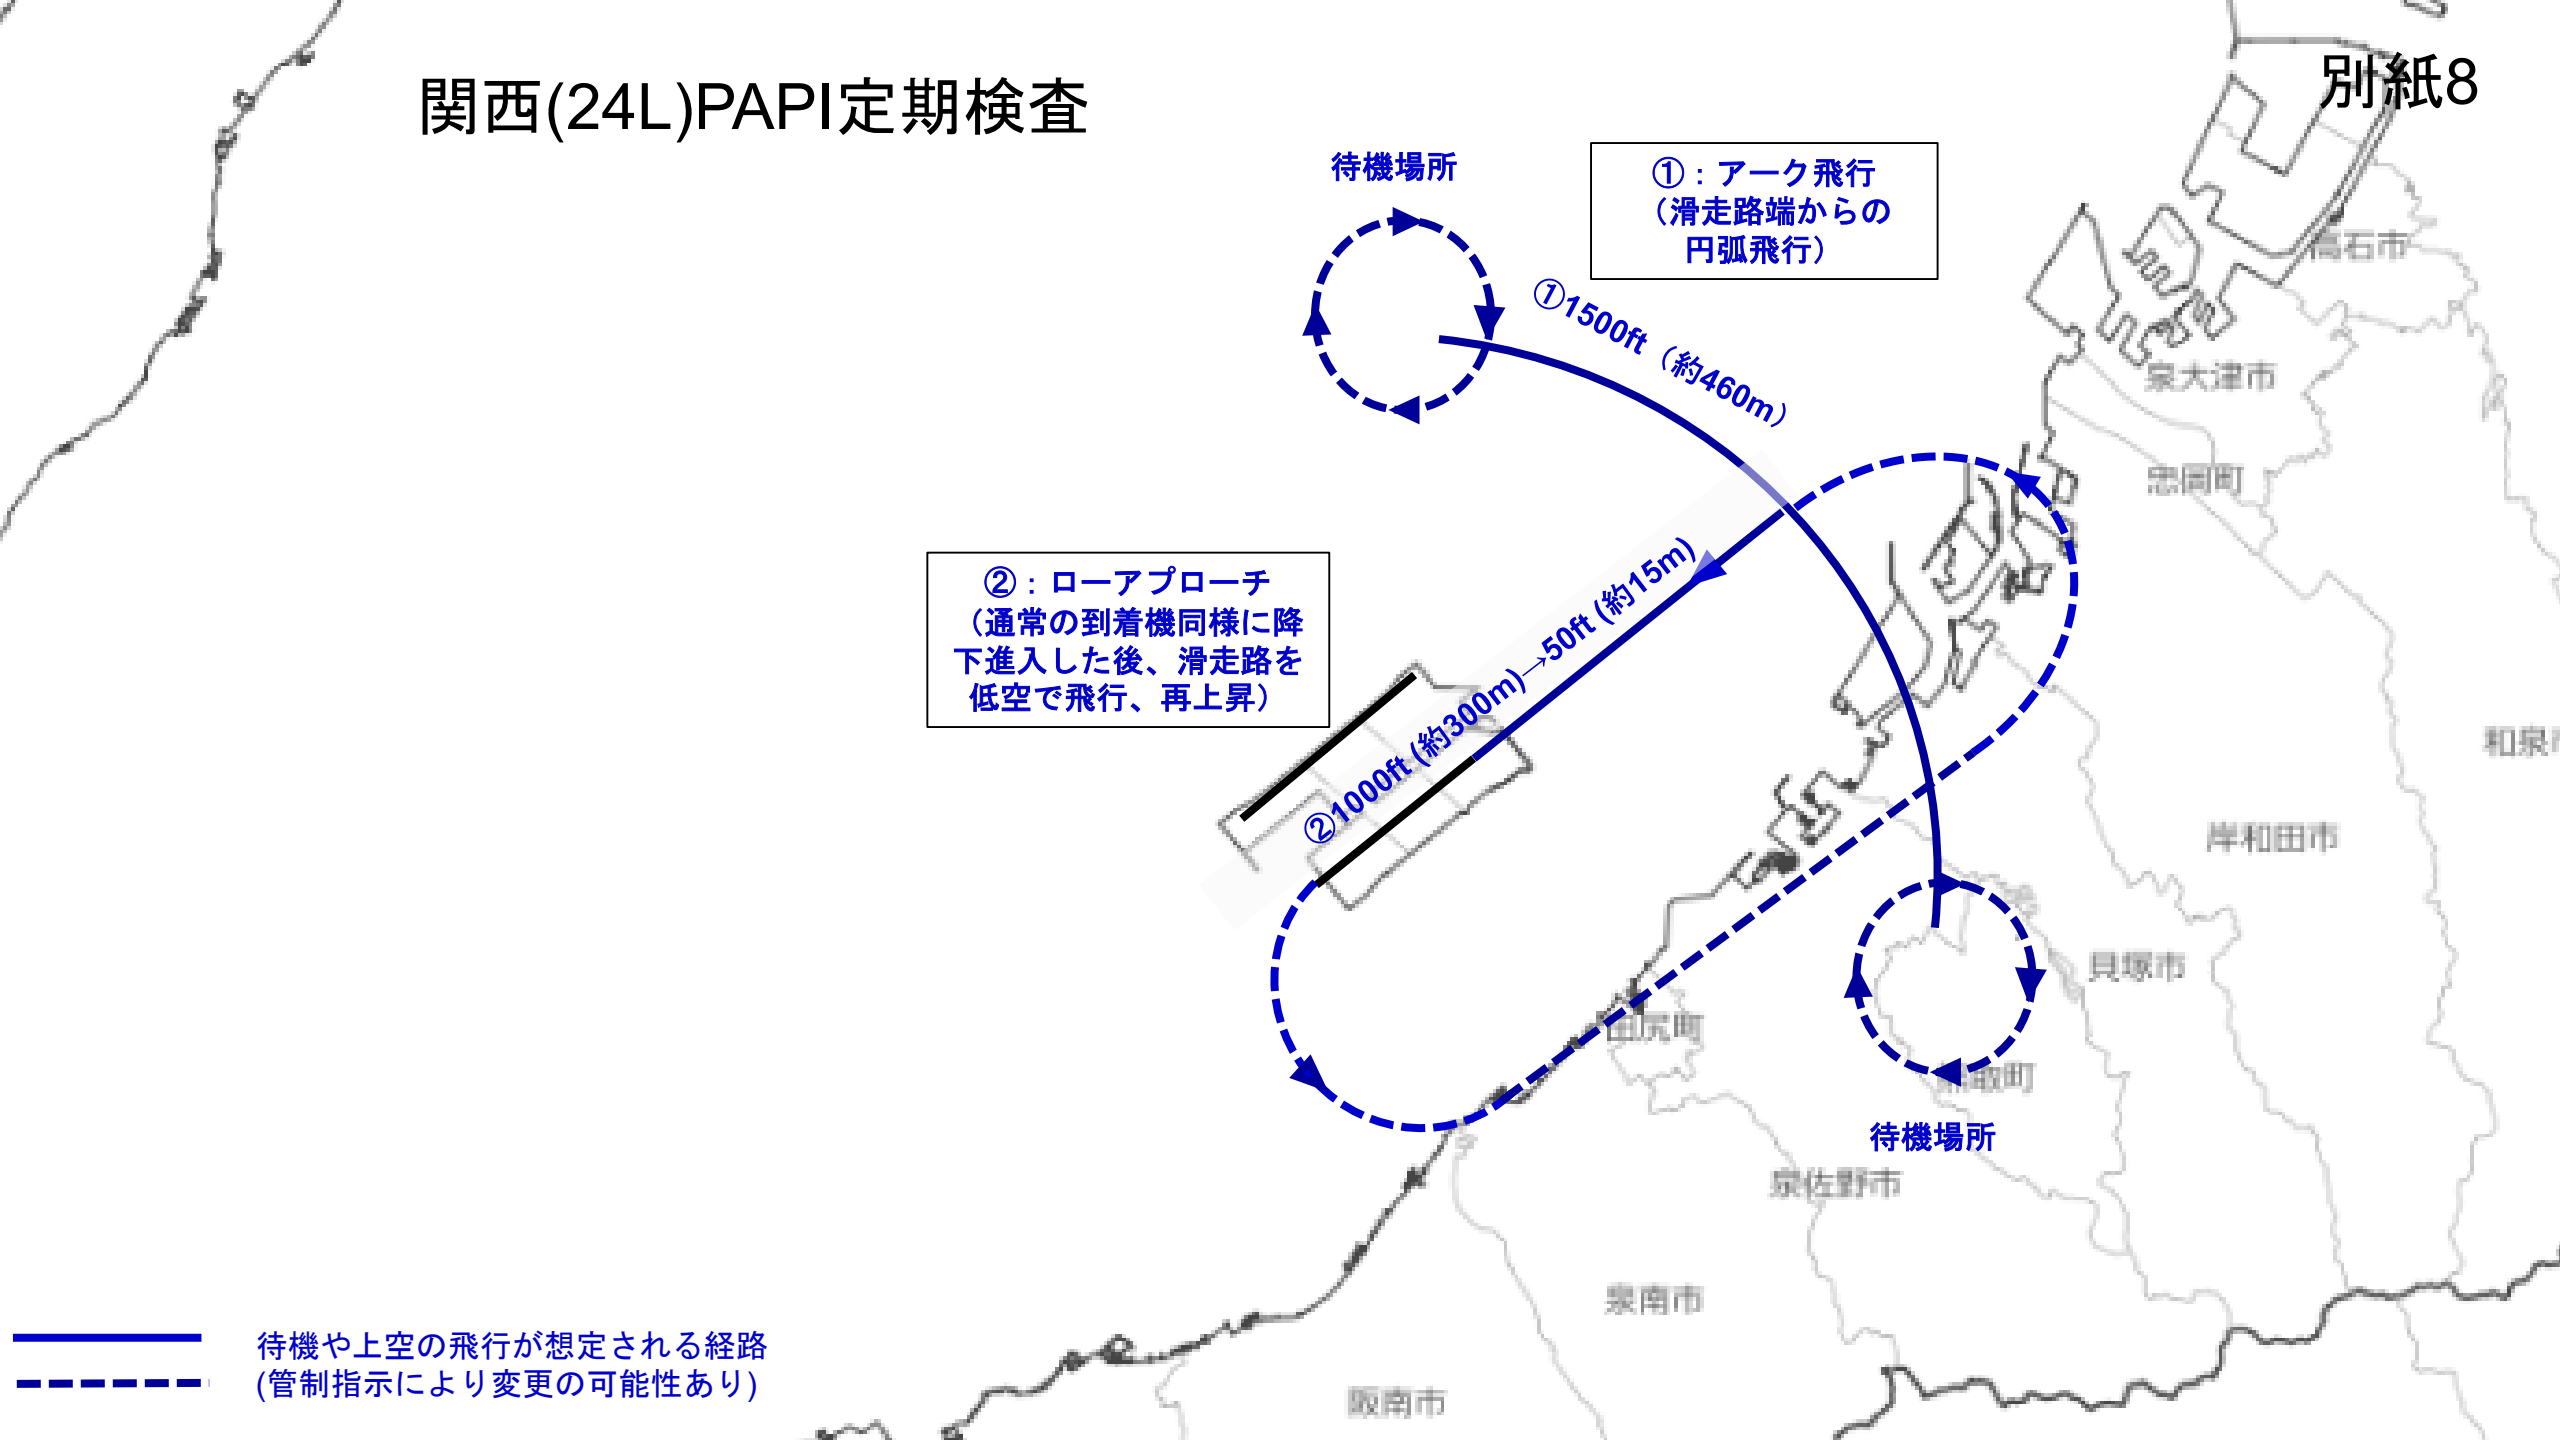 関西(24L)PAPI定期検査
別紙8
待機場所
①：アーク飛行
（滑走路端からの
円弧飛行）
①1500ft（約460m）
高石市
泉大津市
忠岡町
②：ローアプローチ
（通常の到着機同様に降
下進入した後、滑走路を
低空で飛行、再上昇）
②1000ft (約300m)→50ft (約15m)
和泉
岸和田市
貝塚市
田尻町
取町
待機場所
泉佐野市
泉南市
阪南市
待機や上空の飛行が想定される経路
(管制指示により変更の可能性あり)